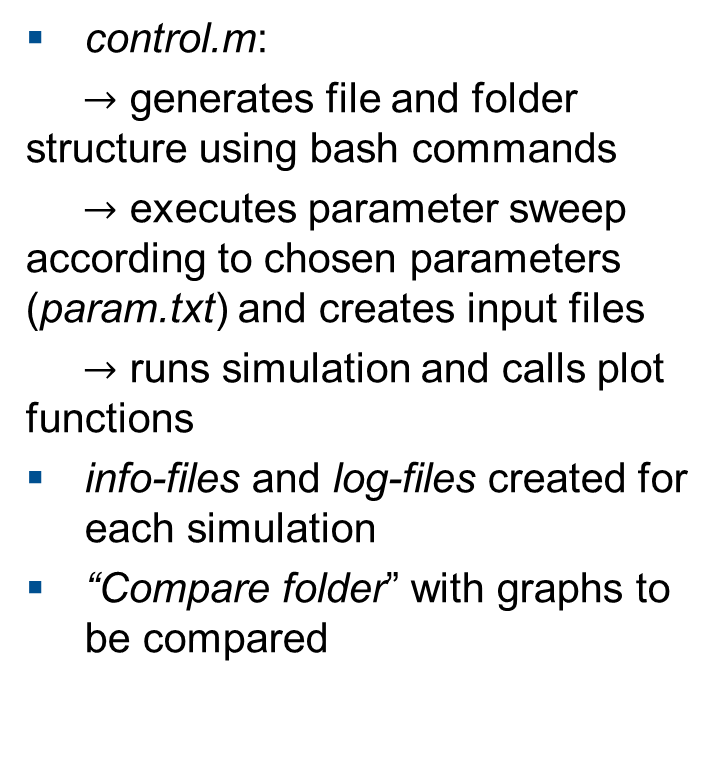 ▪ control.m:
→ generates file and folder
structure using bash commands
→ executes parameter sweep
according to chosen parameters
(param.txt) and creates input files
→ runs simulation and calls plot
functions
▪ info-files and log-files created for
each simulation
▪ “Compare folder” with graphs to
be compared